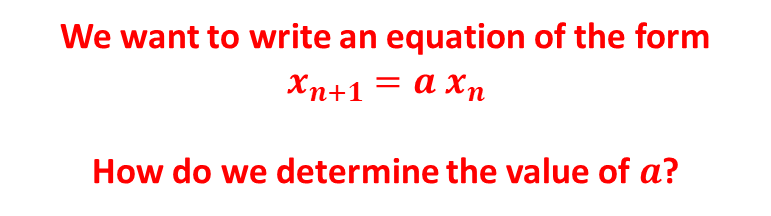 We want to write an equation of the form
xₙ₊₁ = a xₙ
How do we determine the value of a?